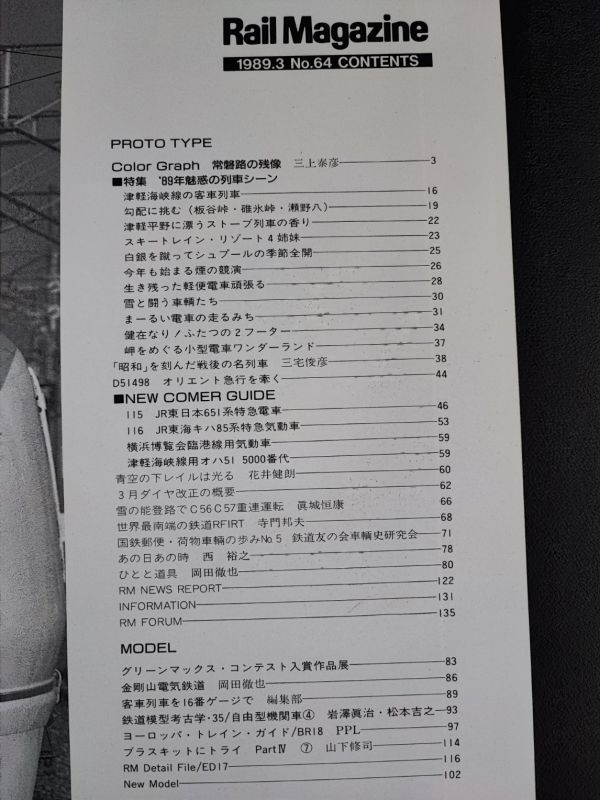 Rail Magazine
1989.3 No.64 CONTENTS
PROTO TYPE
Color Graph 常磐路の残像 三上泰彦 3
■特集 '89年魅惑の列車シーン
津軽海峡線の客車列車 16
勾配に挑む(板谷峠・碓氷峠・瀬野八) 19
津軽平野に漂うストーブ列車の香り 22
スキートレイン・リゾート4姉妹 23
白銀を蹴ってシュプールの季節全開 25
今年も始まる煙の競演 26
生き残った軽便電車頑張る 28
雪と闘う車輌たち 30
まーるい電車の走るみち 31
健在なり!ふたつの2フーター 34
岬をめぐる小型電車ワンダーランド 37
「昭和」を刻んだ戦後の名列車 三宅俊彦 38
D51498 オリエント急行を牽く 44
■NEW COMER GUIDE
115 JR東日本651系特急電車 46
116 JR東海キハ85系特急気動車 53
横浜博覧会臨港線用気動車 59
津軽海峡線用オハ51 5000番代 59
青空の下レイルは光る 花井健朗 60
3月ダイヤ改正の概要 62
雪の能登路でC56C57重連運転 眞城恒康 66
世界最南端の鉄道RFIRT 寺門邦夫 68
国鉄郵便・荷物車輌の歩みNo.5 鉄道友の会車輌史研究会 71
あの日あの時 西 裕之 78
ひとと道具 岡田徹也 80
RM NEWS REPORT 122
INFORMATION 131
RM FORUM 135
MODEL
グリーンマックス・コンテスト入賞作品展 83
金剛山電気鉄道 岡田徹也 86
客車列車を16番ゲージで 編集部 89
鉄道模型考古学・35/自由型機関車④ 岩澤眞治・松本吉之 93
ヨーロッパ・トレイン・ガイド/BR18 PPL 97
ブラスキットにトライ PartⅣ ⑦ 山下修司 114
RM Detail File/ED17 116
New Model 102